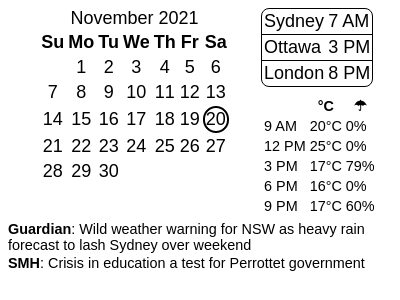 November 2021
Su Mo Tu We Th Fr Sa
1 2 3 4 5 6
7 8 9 10 11 12 13
14 15 16 17 18 19 20
21 22 23 24 25 26 27
28 29 30
Sydney 7 AM
Ottawa 3 PM
London 8 PM
°C ☂
9 AM 20°C 0%
12 PM 25°C 0%
3 PM 17°C 79%
6 PM 16°C 0%
9 PM 17°C 60%
Guardian: Wild weather warning for NSW as heavy rain
forecast to lash Sydney over weekend
SMH: Crisis in education a test for Perrottet government